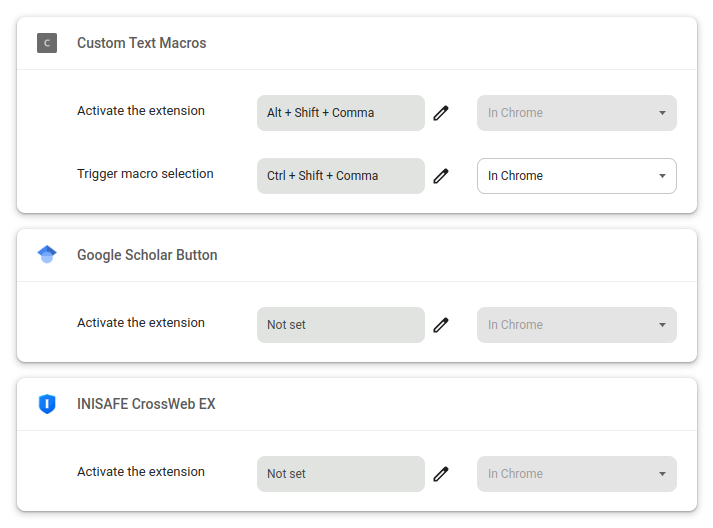 C Custom Text Macros
Activate the extension Alt + Shift + Comma In Chrome
Trigger macro selection Ctrl + Shift + Comma In Chrome
Google Scholar Button
Activate the extension Not set In Chrome
INISAFE CrossWeb EX
Activate the extension Not set In Chrome